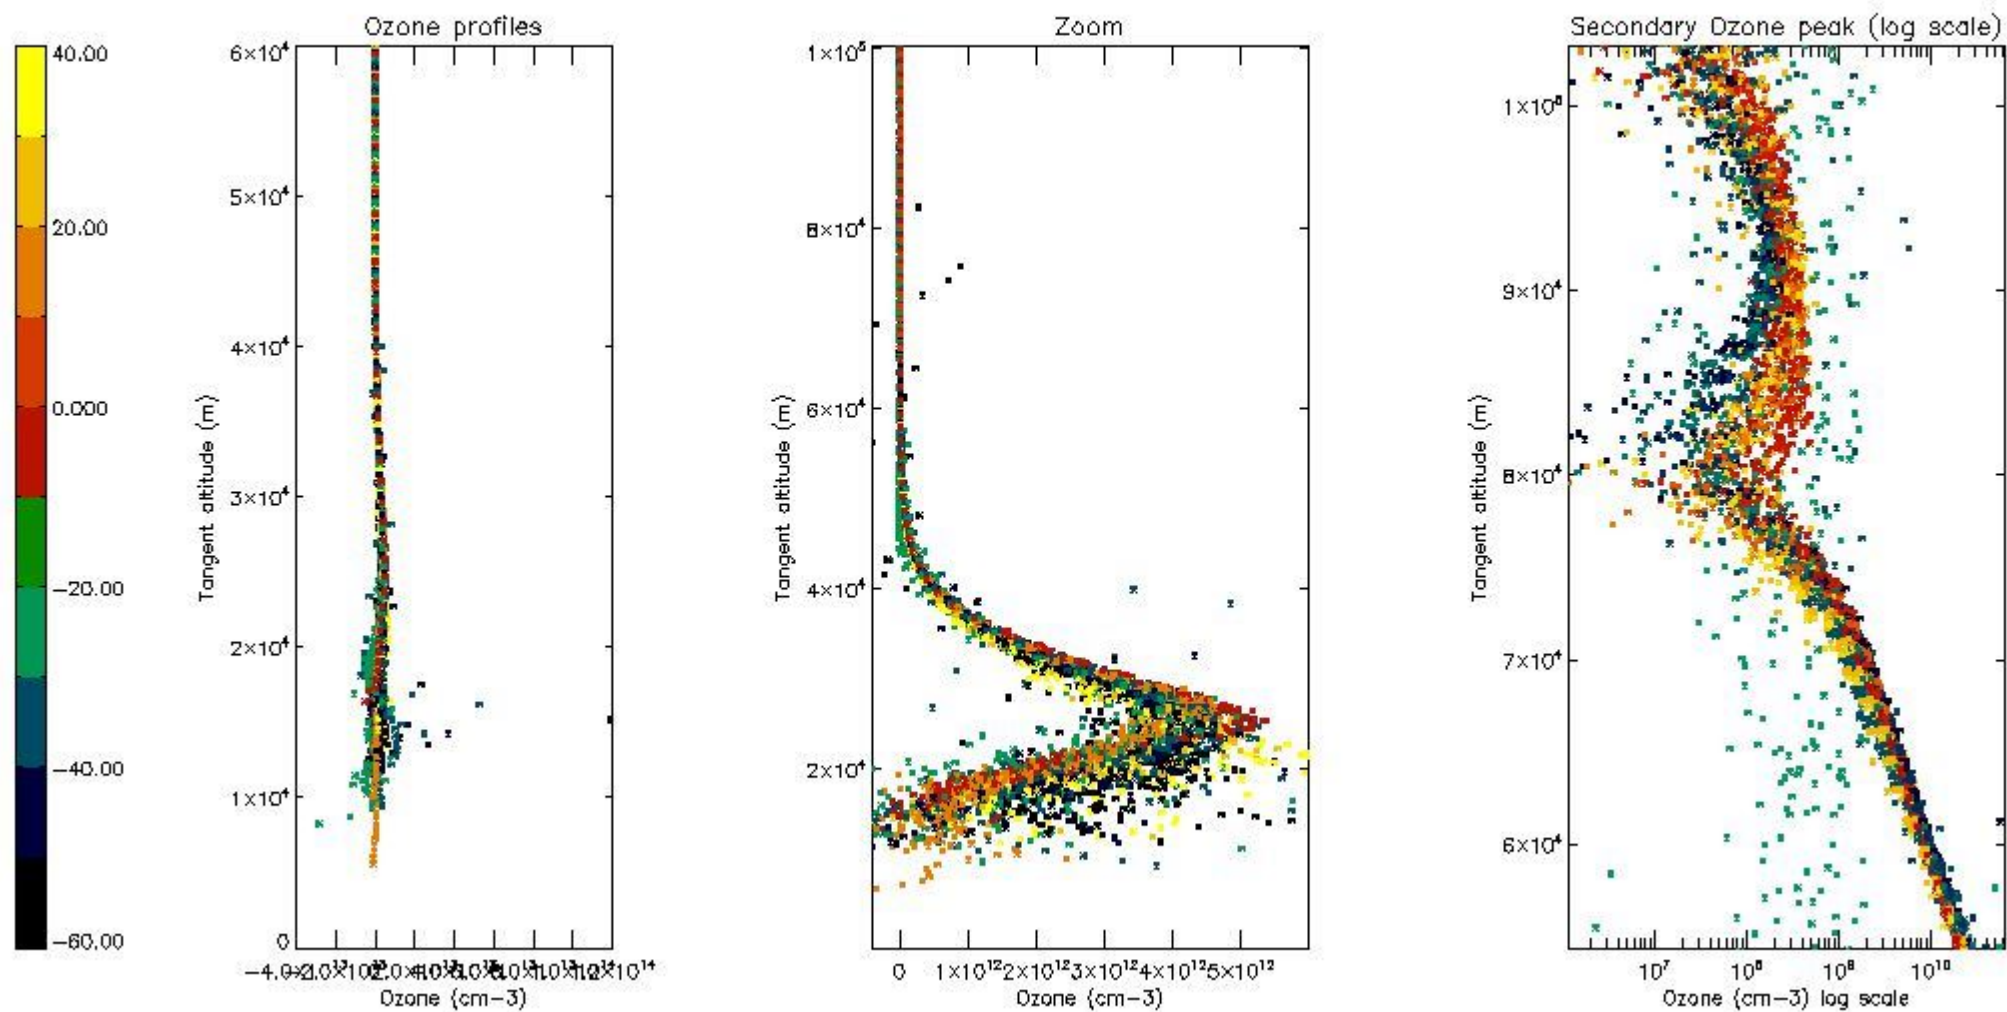 Ozone profiles
Zoom
Secondary Ozone peak (log scale)
40.00
20.00
0.000
-20.00
-40.00
-60.00
6×10⁴
5×10⁴
4×10⁴
3×10⁴
2×10⁴
1×10⁴
0
Tangent altitude (m)
Ozone (cm-3)
1×10⁵
8×10⁴
6×10⁴
4×10⁴
2×10⁴
Tangent altitude (m)
0 1×10¹² 2×10¹² 3×10¹² 4×10¹² 5×10¹²
Ozone (cm-3)
1×10⁵
9×10⁴
8×10⁴
7×10⁴
6×10⁴
Tangent altitude (m)
10⁷ 10⁸ 10⁹ 10¹⁰
Ozone (cm-3) log scale